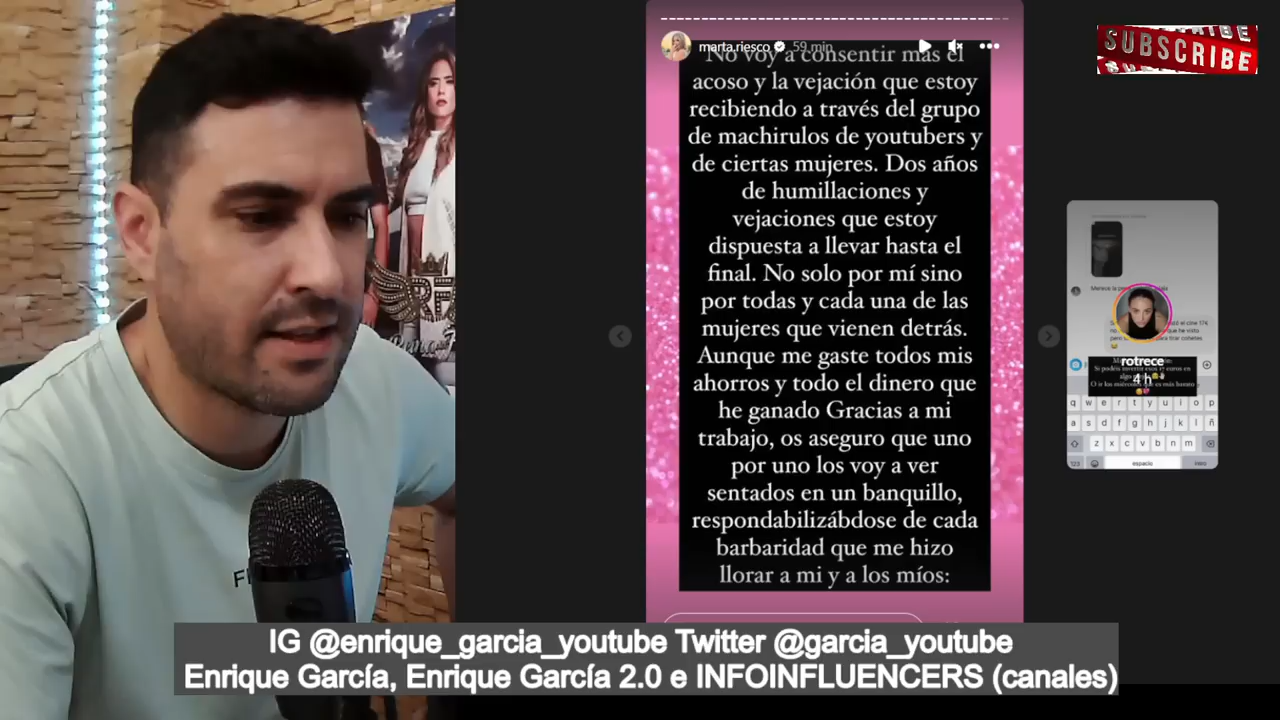 marta.riesco 59 min
No voy a consentir más el
acoso y la vejación que estoy
recibiendo a través del grupo
de machirulos de youtubers y
de ciertas mujeres. Dos años
de humillaciones y
vejaciones que estoy
dispuesta a llevar hasta el
final. No solo por mí sino
por todas y cada una de las
mujeres que vienen detrás.
Aunque me gaste todos mis
ahorros y todo el dinero que
he ganado Gracias a mi
trabajo, os aseguro que uno
por uno los voy a ver
sentados en un banquillo,
respondabilizábdose de cada
barbaridad que me hizo
llorar a mi y a los míos:
SUBSCRIBE
rotrece
4 h
q w e r t y u i o p
a s d f g h j k l ñ
z x c v b n m
123 espacio
IG @enrique_garcia_youtube Twitter @garcia_youtube
Enrique García, Enrique García 2.0 e INFOINFLUENCERS (canales)